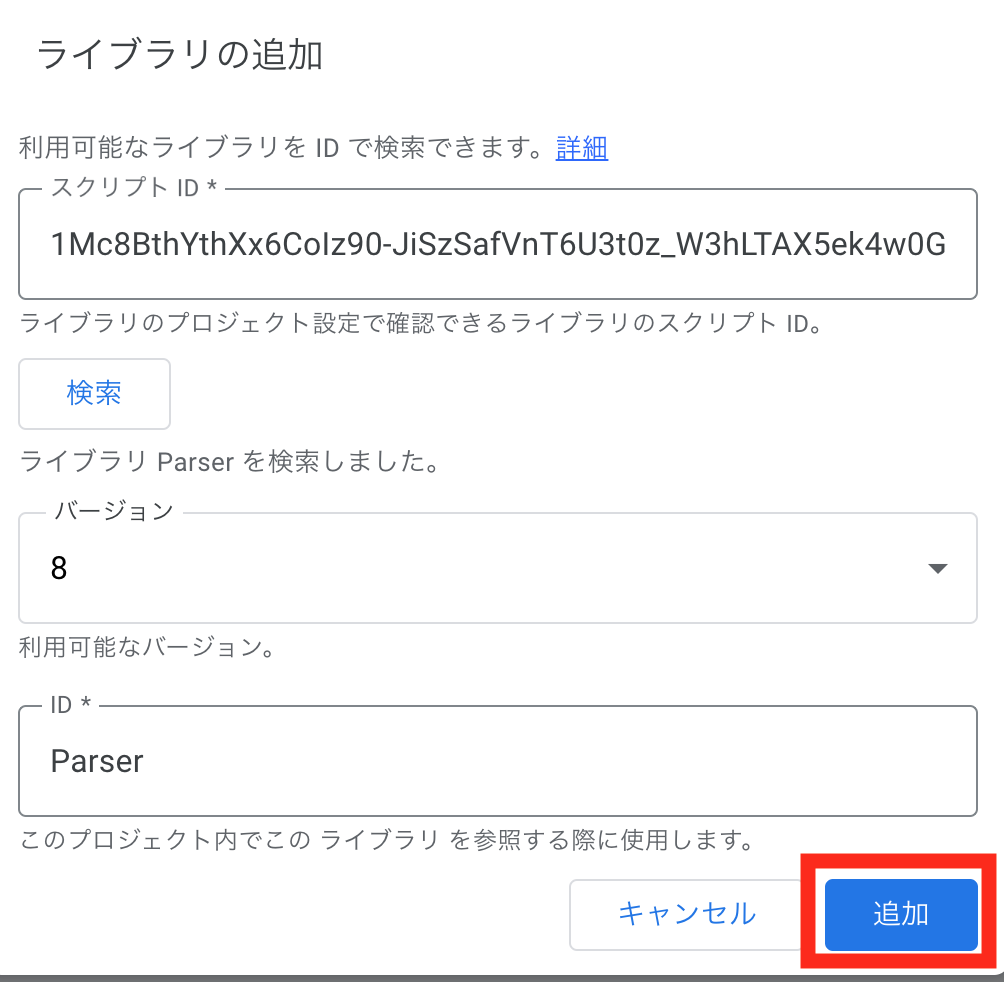 ライブラリの追加
利用可能なライブラリを ID で検索できます。詳細
スクリプト ID *
1Mc8BthYthXx6CoIz90-JiSzSafVnT6U3t0z_W3hLTAX5ek4w0G
ライブラリのプロジェクト設定で確認できるライブラリのスクリプト ID。
検索
ライブラリ Parser を検索しました。
バージョン
8
利用可能なバージョン。
ID *
Parser
このプロジェクト内でこの ライブラリ を参照する際に使用します。
キャンセル
追加